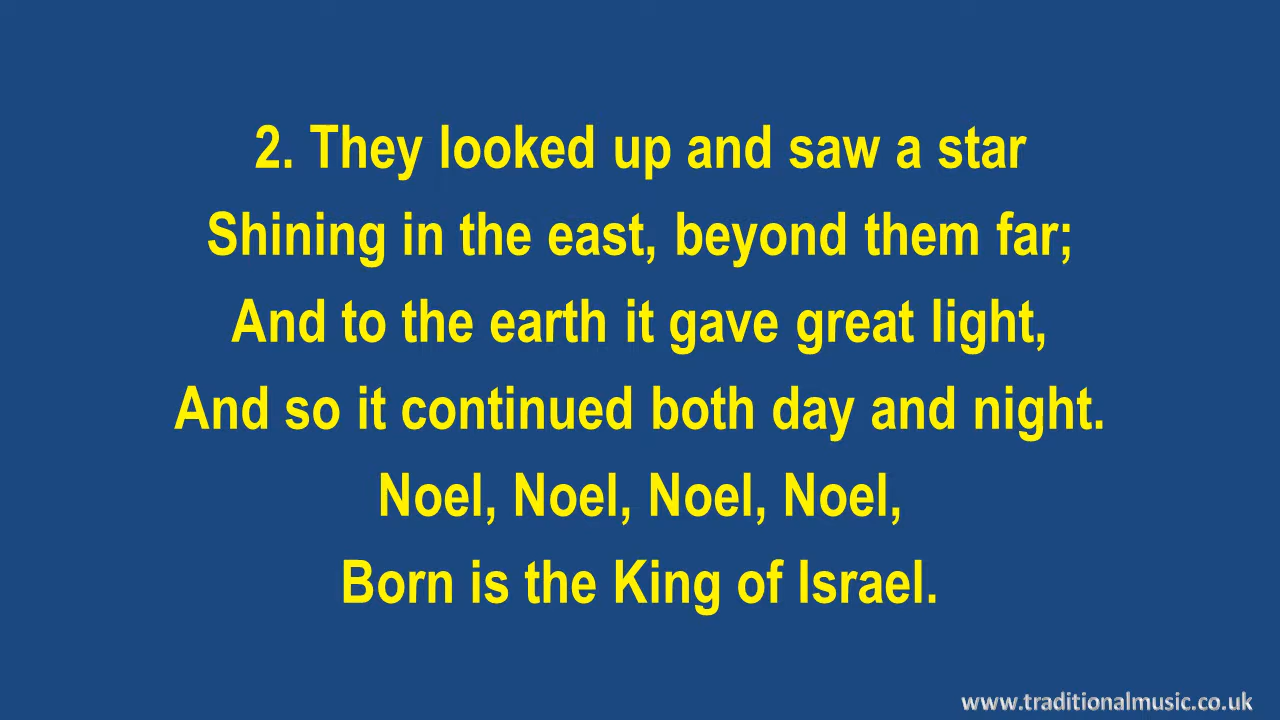 2. They looked up and saw a star
Shining in the east, beyond them far;
And to the earth it gave great light,
And so it continued both day and night.
Noel, Noel, Noel, Noel,
Born is the King of Israel.
www.traditionalmusic.co.uk